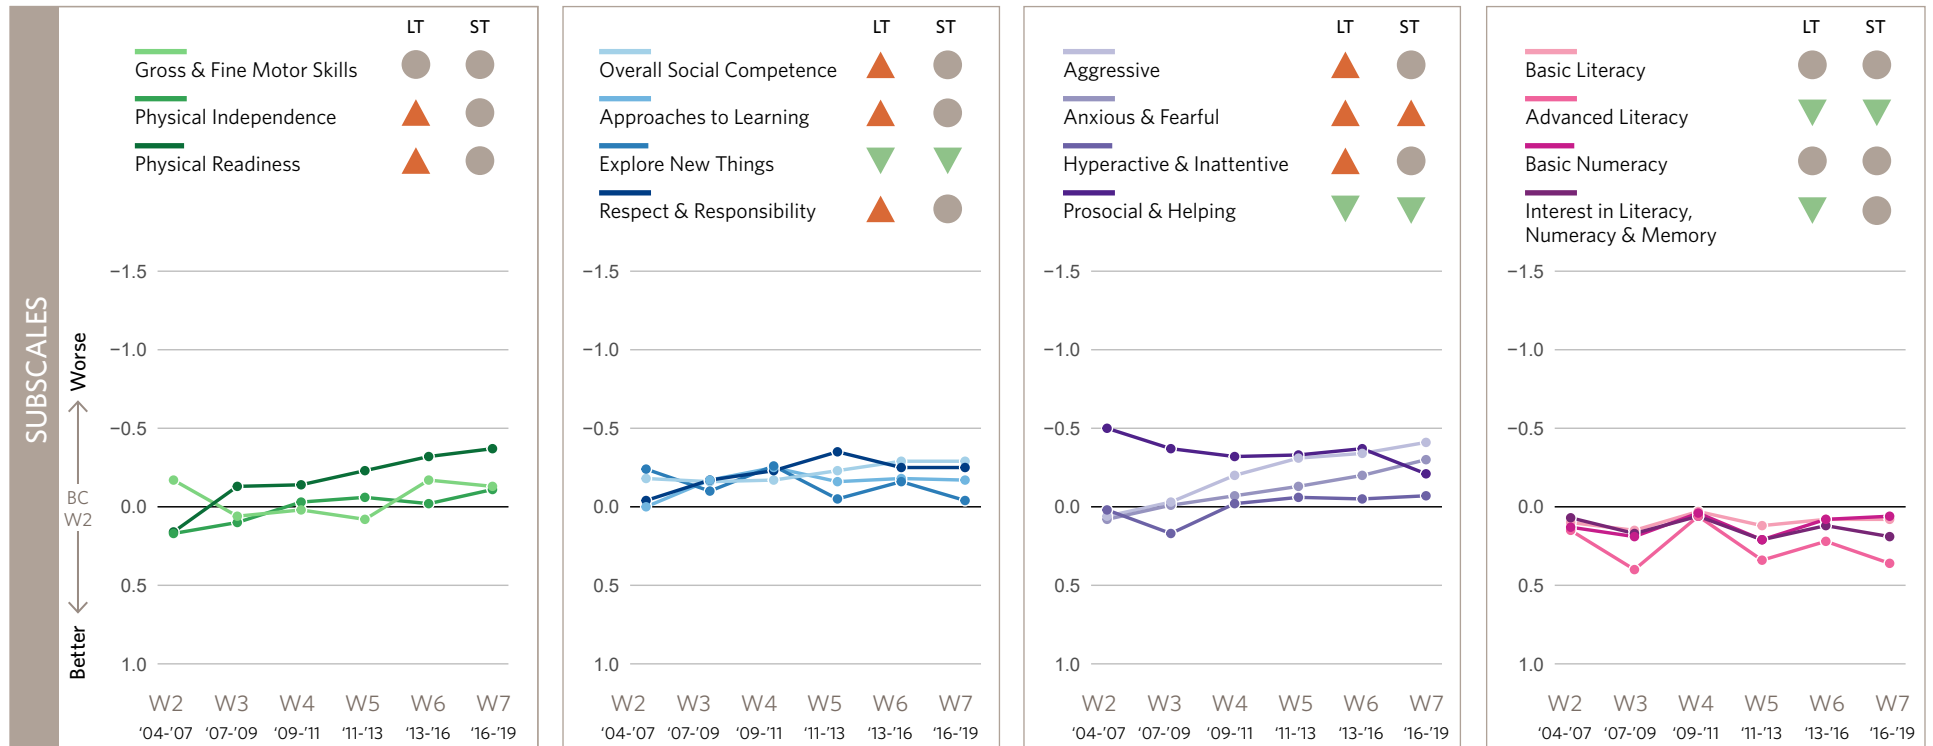 SUBSCALES
Worse
BC
W2
Better
LT ST
Gross & Fine Motor Skills
Physical Independence
Physical Readiness
−1.5
−1.0
−0.5
0.0
0.5
1.0
W2 W3 W4 W5 W6 W7
‘04-’07 ‘07-’09 ‘09-’11 ‘11-’13 ‘13-’16 ‘16-’19
LT ST
Overall Social Competence
Approaches to Learning
Explore New Things
Respect & Responsibility
−1.5
−1.0
−0.5
0.0
0.5
1.0
W2 W3 W4 W5 W6 W7
‘04-’07 ‘07-’09 ‘09-’11 ‘11-’13 ‘13-’16 ‘16-’19
LT ST
Aggressive
Anxious & Fearful
Hyperactive & Inattentive
Prosocial & Helping
−1.5
−1.0
−0.5
0.0
0.5
1.0
W2 W3 W4 W5 W6 W7
‘04-’07 ‘07-’09 ‘09-’11 ‘11-’13 ‘13-’16 ‘16-’19
LT ST
Basic Literacy
Advanced Literacy
Basic Numeracy
Interest in Literacy,
Numeracy & Memory
−1.5
−1.0
−0.5
0.0
0.5
1.0
W2 W3 W4 W5 W6 W7
‘04-’07 ‘07-’09 ‘09-’11 ‘11-’13 ‘13-’16 ‘16-’19